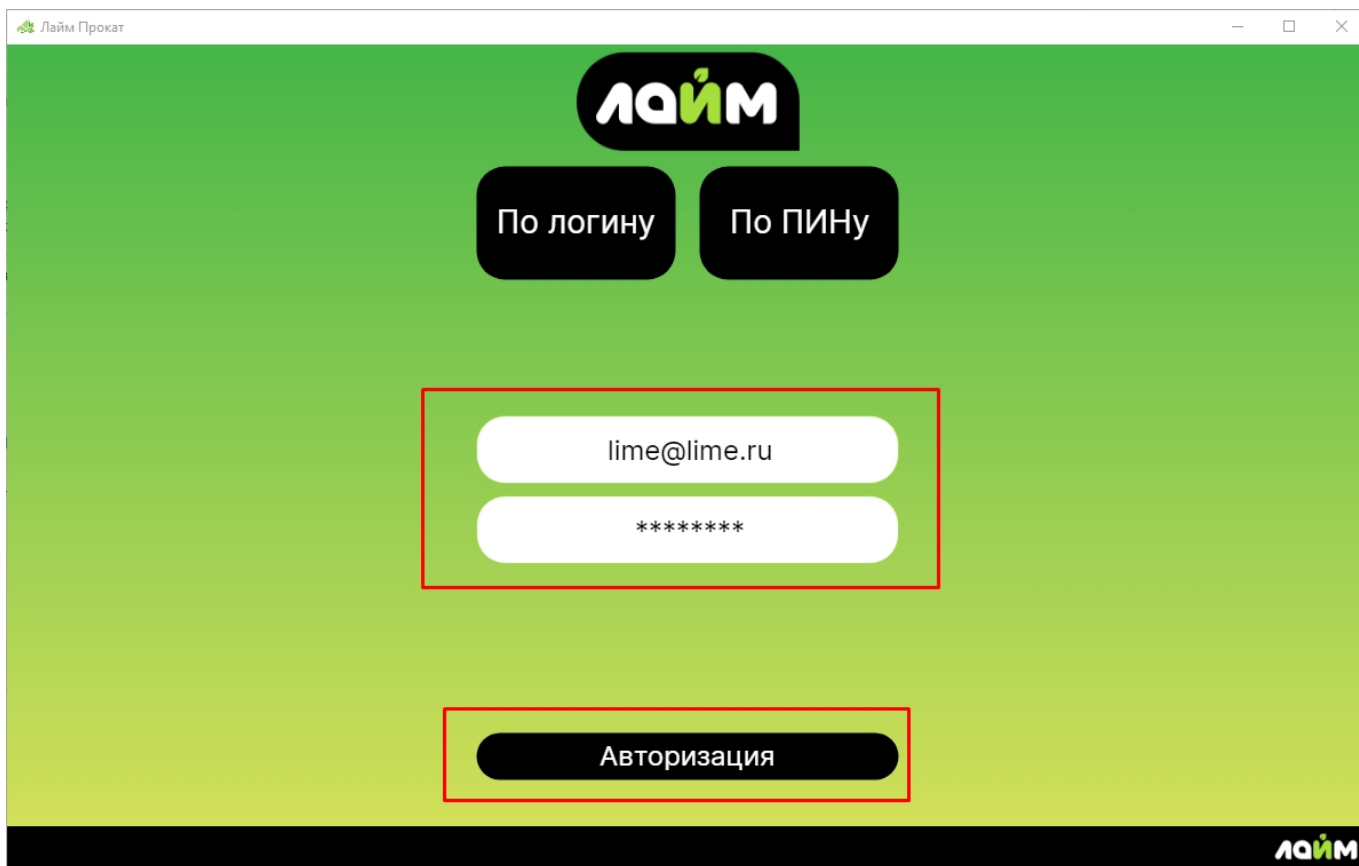 Лайм Прокат
лайм
По логину
По ПИНу
lime@lime.ru
********
Авторизация
лайм